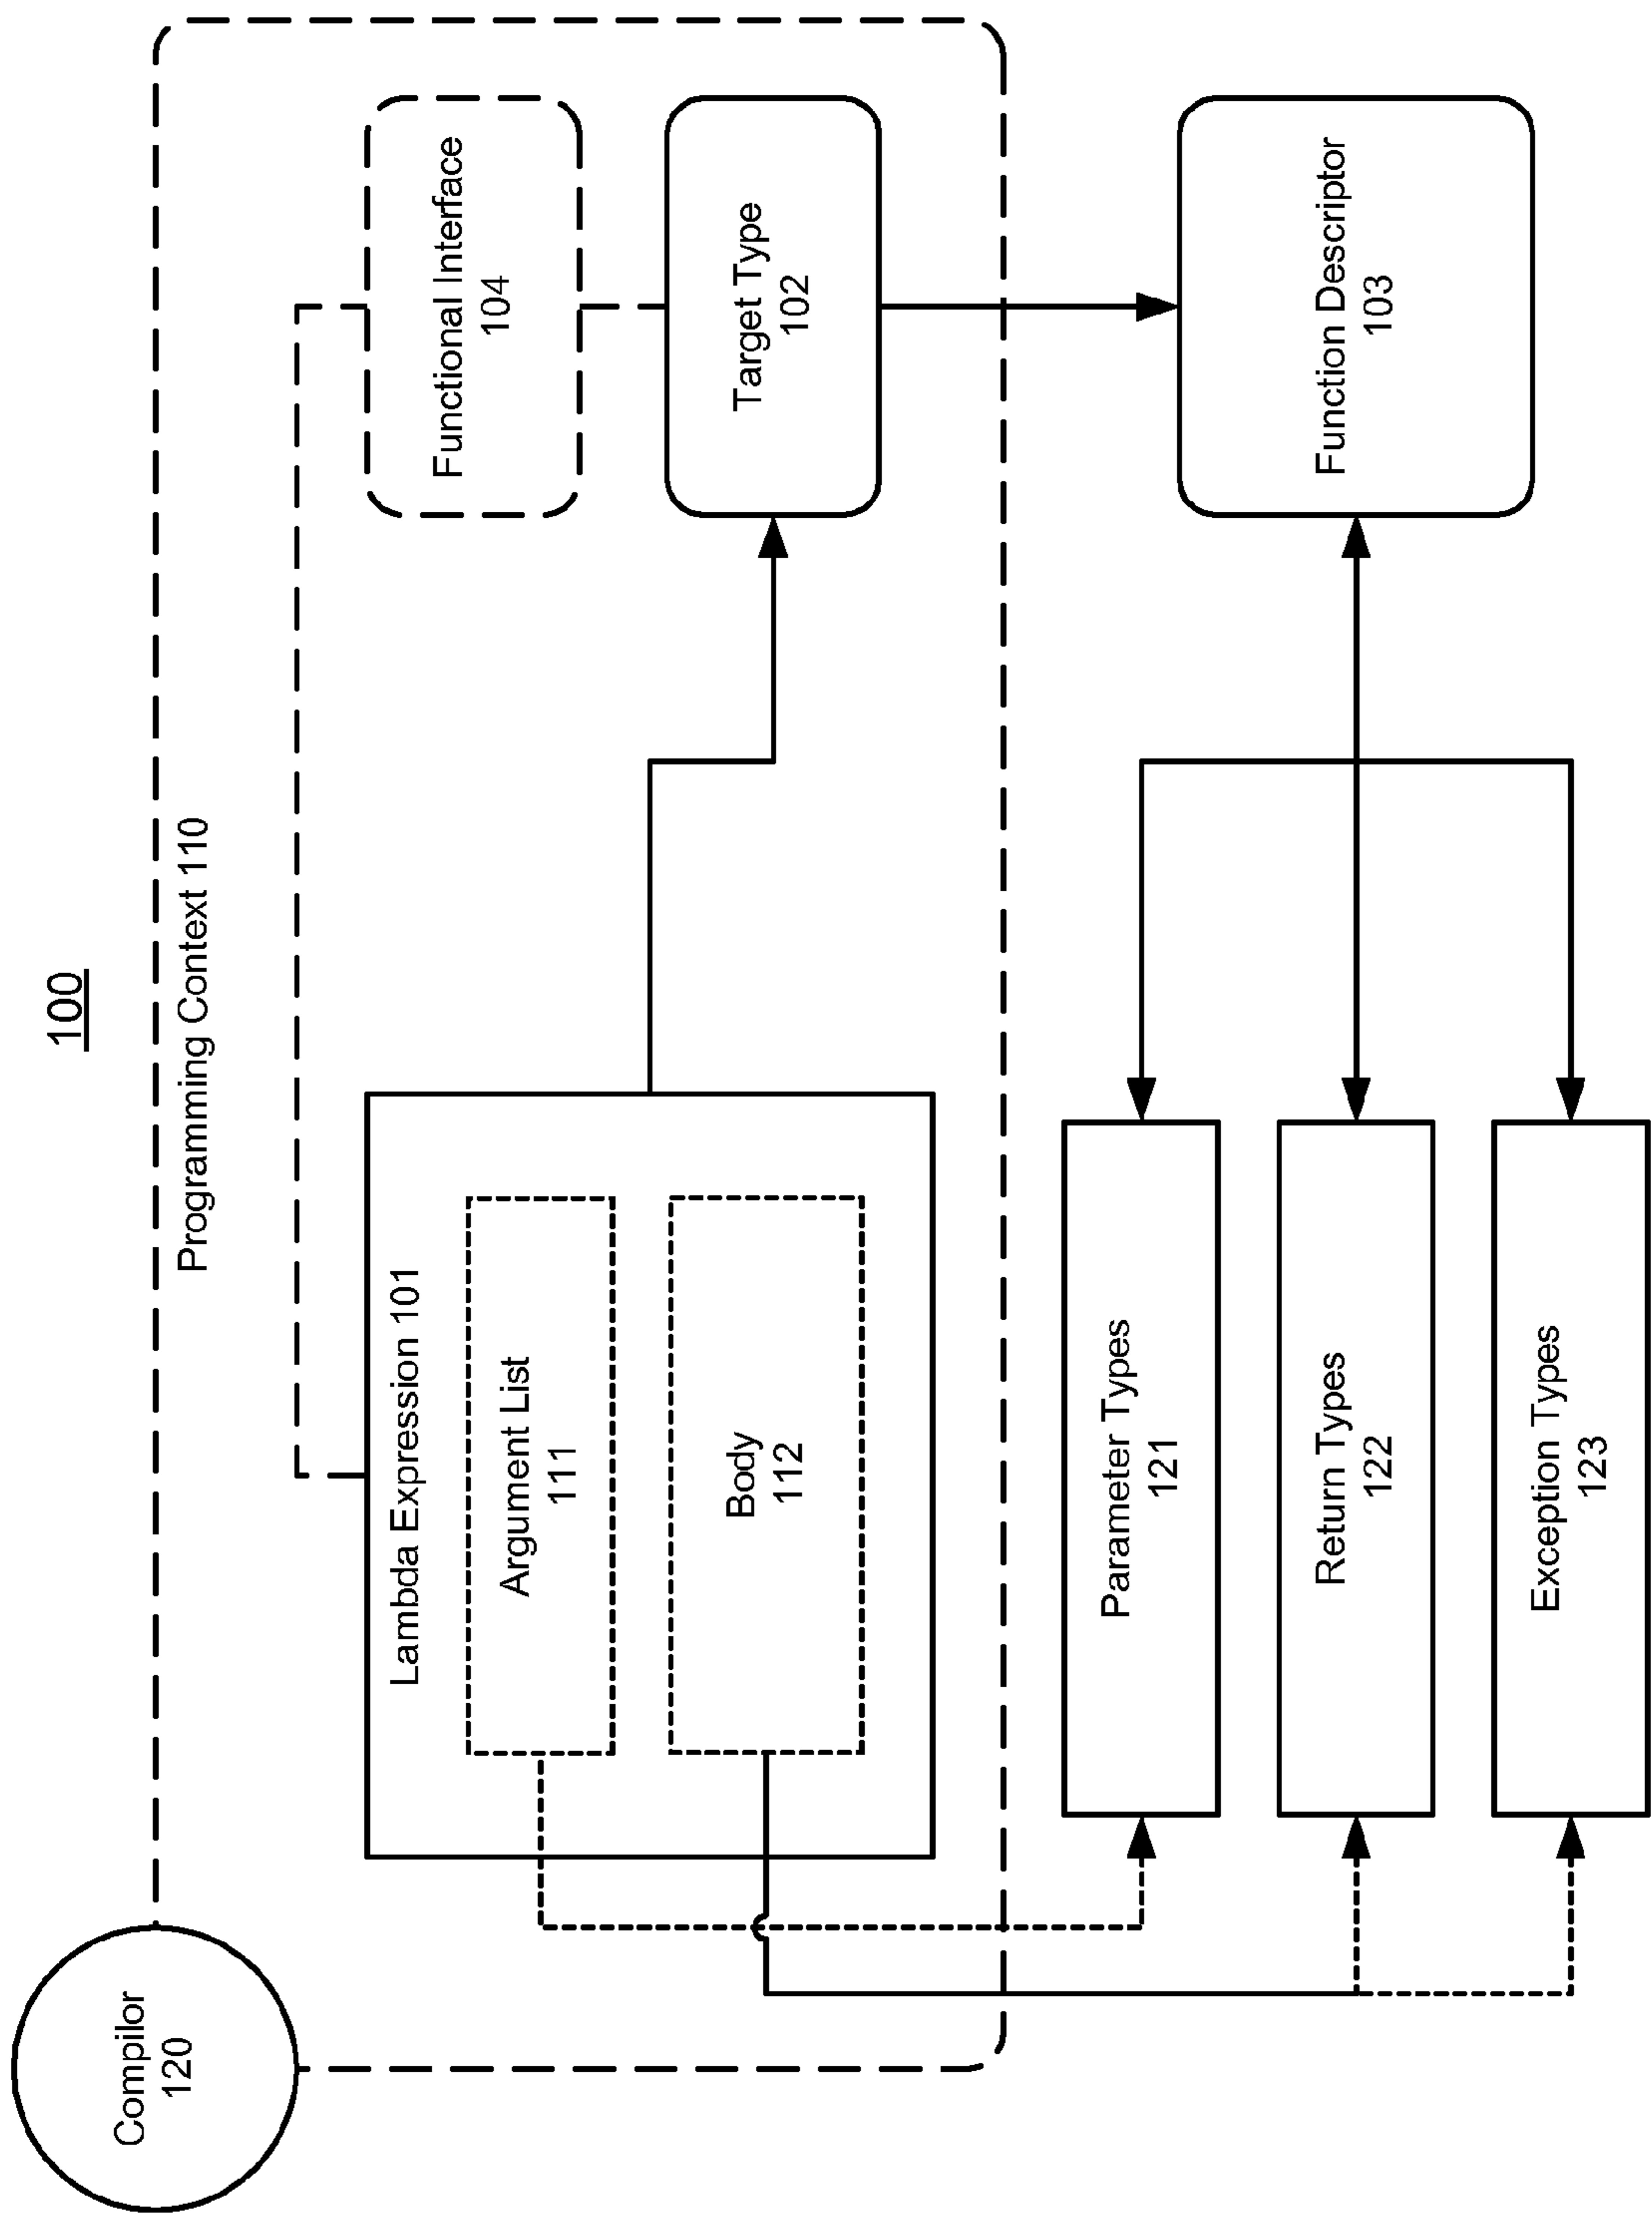 100
Compilor
120
Programming Context 110
Lambda Expression 101
Functional Interface
104
Argument List
111
Body
112
Target Type
102
Parameter Types
121
Return Types
122
Exception Types
123
Function Descriptor
103